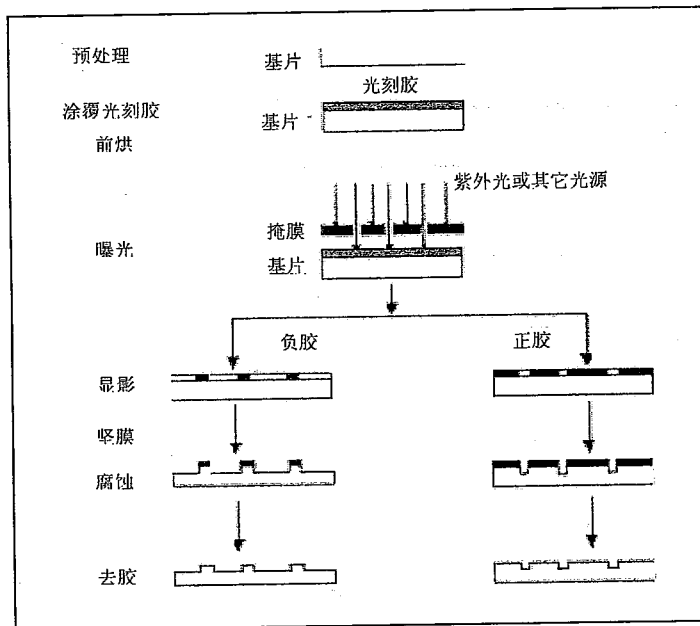 预处理
基片
光刻胶
涂覆光刻胶
基片
前烘
紫外光或其它光源
掩膜
曝光
基片
负胶
正胶
显影
坚膜
腐蚀
去胶